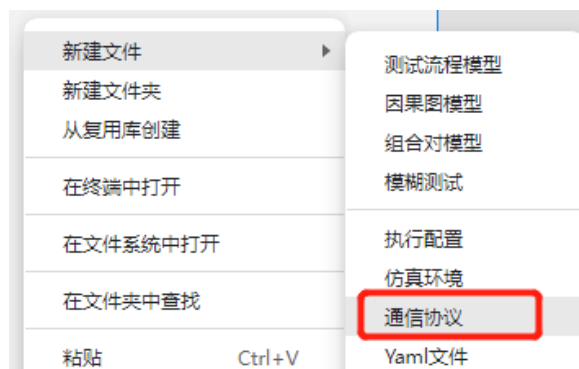 新建文件
新建文件夹
从复用库创建
在终端中打开
在文件系统中打开
在文件夹中查找
粘贴 Ctrl+V
测试流程模型
因果图模型
组合对模型
模糊测试
执行配置
仿真环境
通信协议
Yaml文件